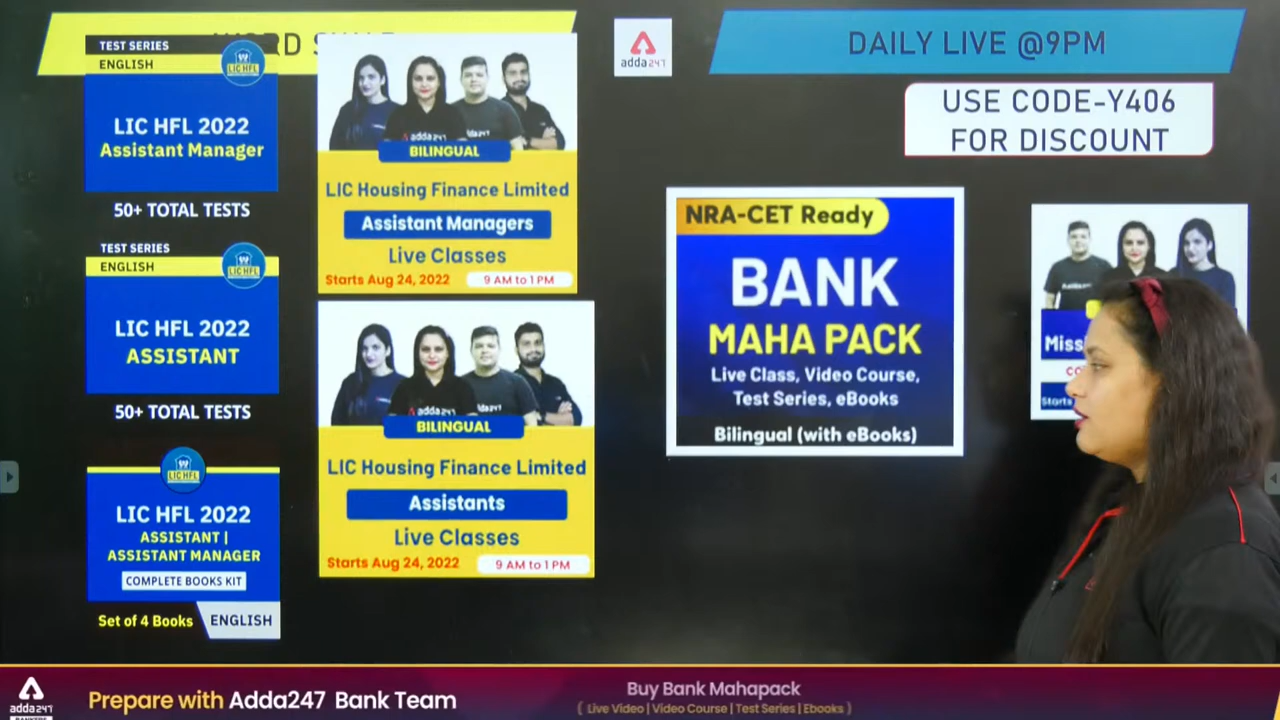 TEST SERIES
ENGLISH
LIC HFL
LIC HFL 2022
Assistant Manager
50+ TOTAL TESTS
TEST SERIES
ENGLISH
LIC HFL
LIC HFL 2022
ASSISTANT
50+ TOTAL TESTS
LIC HFL
LIC HFL 2022
ASSISTANT |
ASSISTANT MANAGER
COMPLETE BOOKS KIT
Set of 4 Books
ENGLISH
adda247
BILINGUAL
LIC Housing Finance Limited
Assistant Managers
Live Classes
Starts Aug 24, 2022
9 AM to 1 PM
adda247
BILINGUAL
LIC Housing Finance Limited
Assistants
Live Classes
Starts Aug 24, 2022
9 AM to 1 PM
adda247
DAILY LIVE @9PM
USE CODE-Y406
FOR DISCOUNT
NRA-CET Ready
BANK
MAHA PACK
Live Class, Video Course,
Test Series, eBooks
Bilingual (with eBooks)
Miss
Starts
adda247
Prepare with Adda247 Bank Team
Buy Bank Mahapack
( Live Video | Video Course | Test Series | Ebooks )